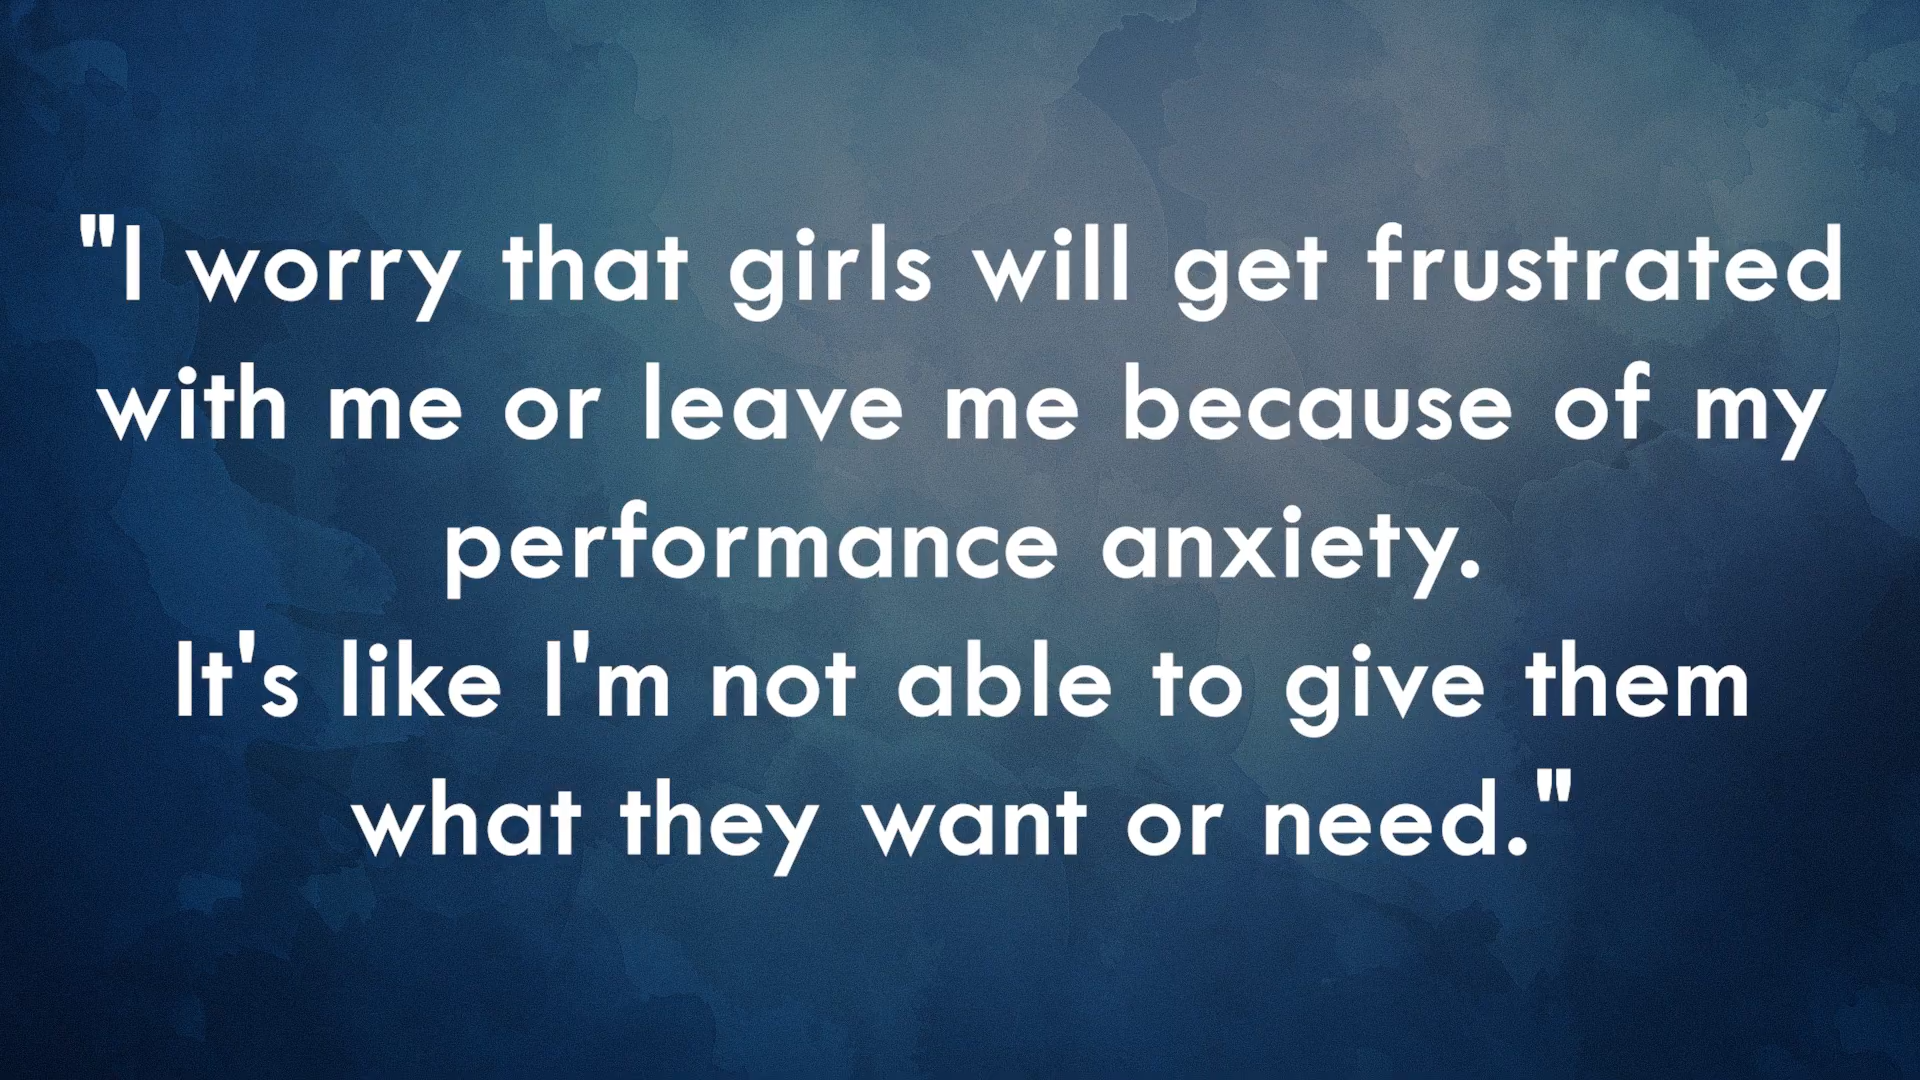 "I worry that girls will get frustrated
with me or leave me because of my
performance anxiety.
It's like I'm not able to give them
what they want or need."